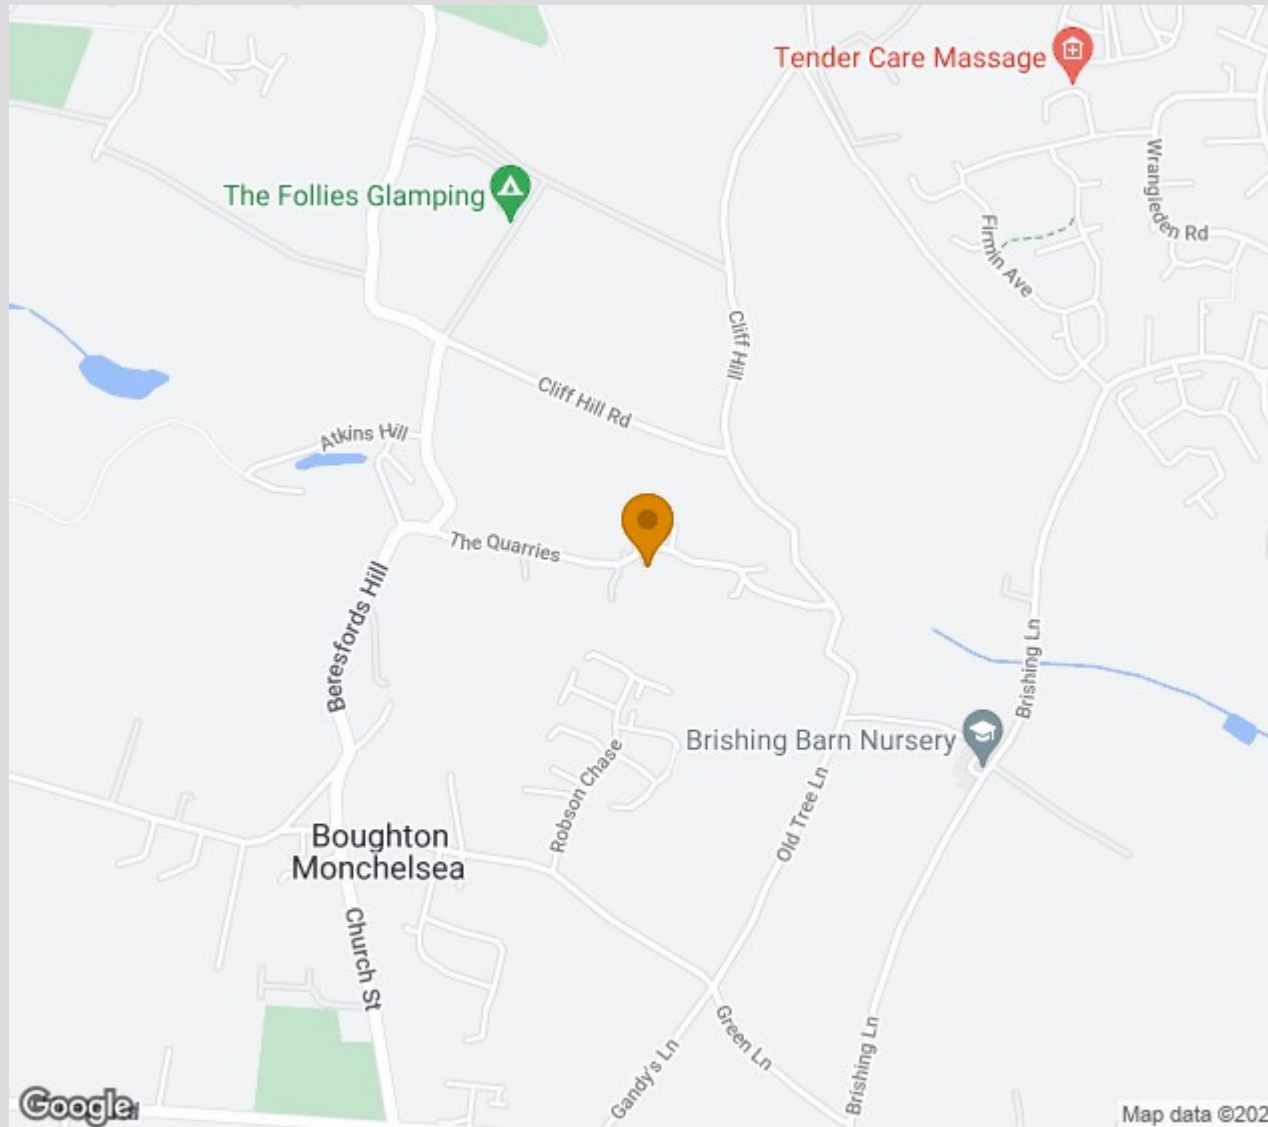 Tender Care Massage
The Follies Glamping
Wrangleden Rd
Firmin Ave
Cliff Hill
Cliff Hill Rd
Atkins Hill
The Quarries
Beresfords Hill
Brishing Ln
Brishing Barn Nursery
Robson Chase
Old Tree Ln
Boughton
Monchelsea
Church St
Green Ln
Gandy's Ln
Brishing Ln
Google
Map data ©202